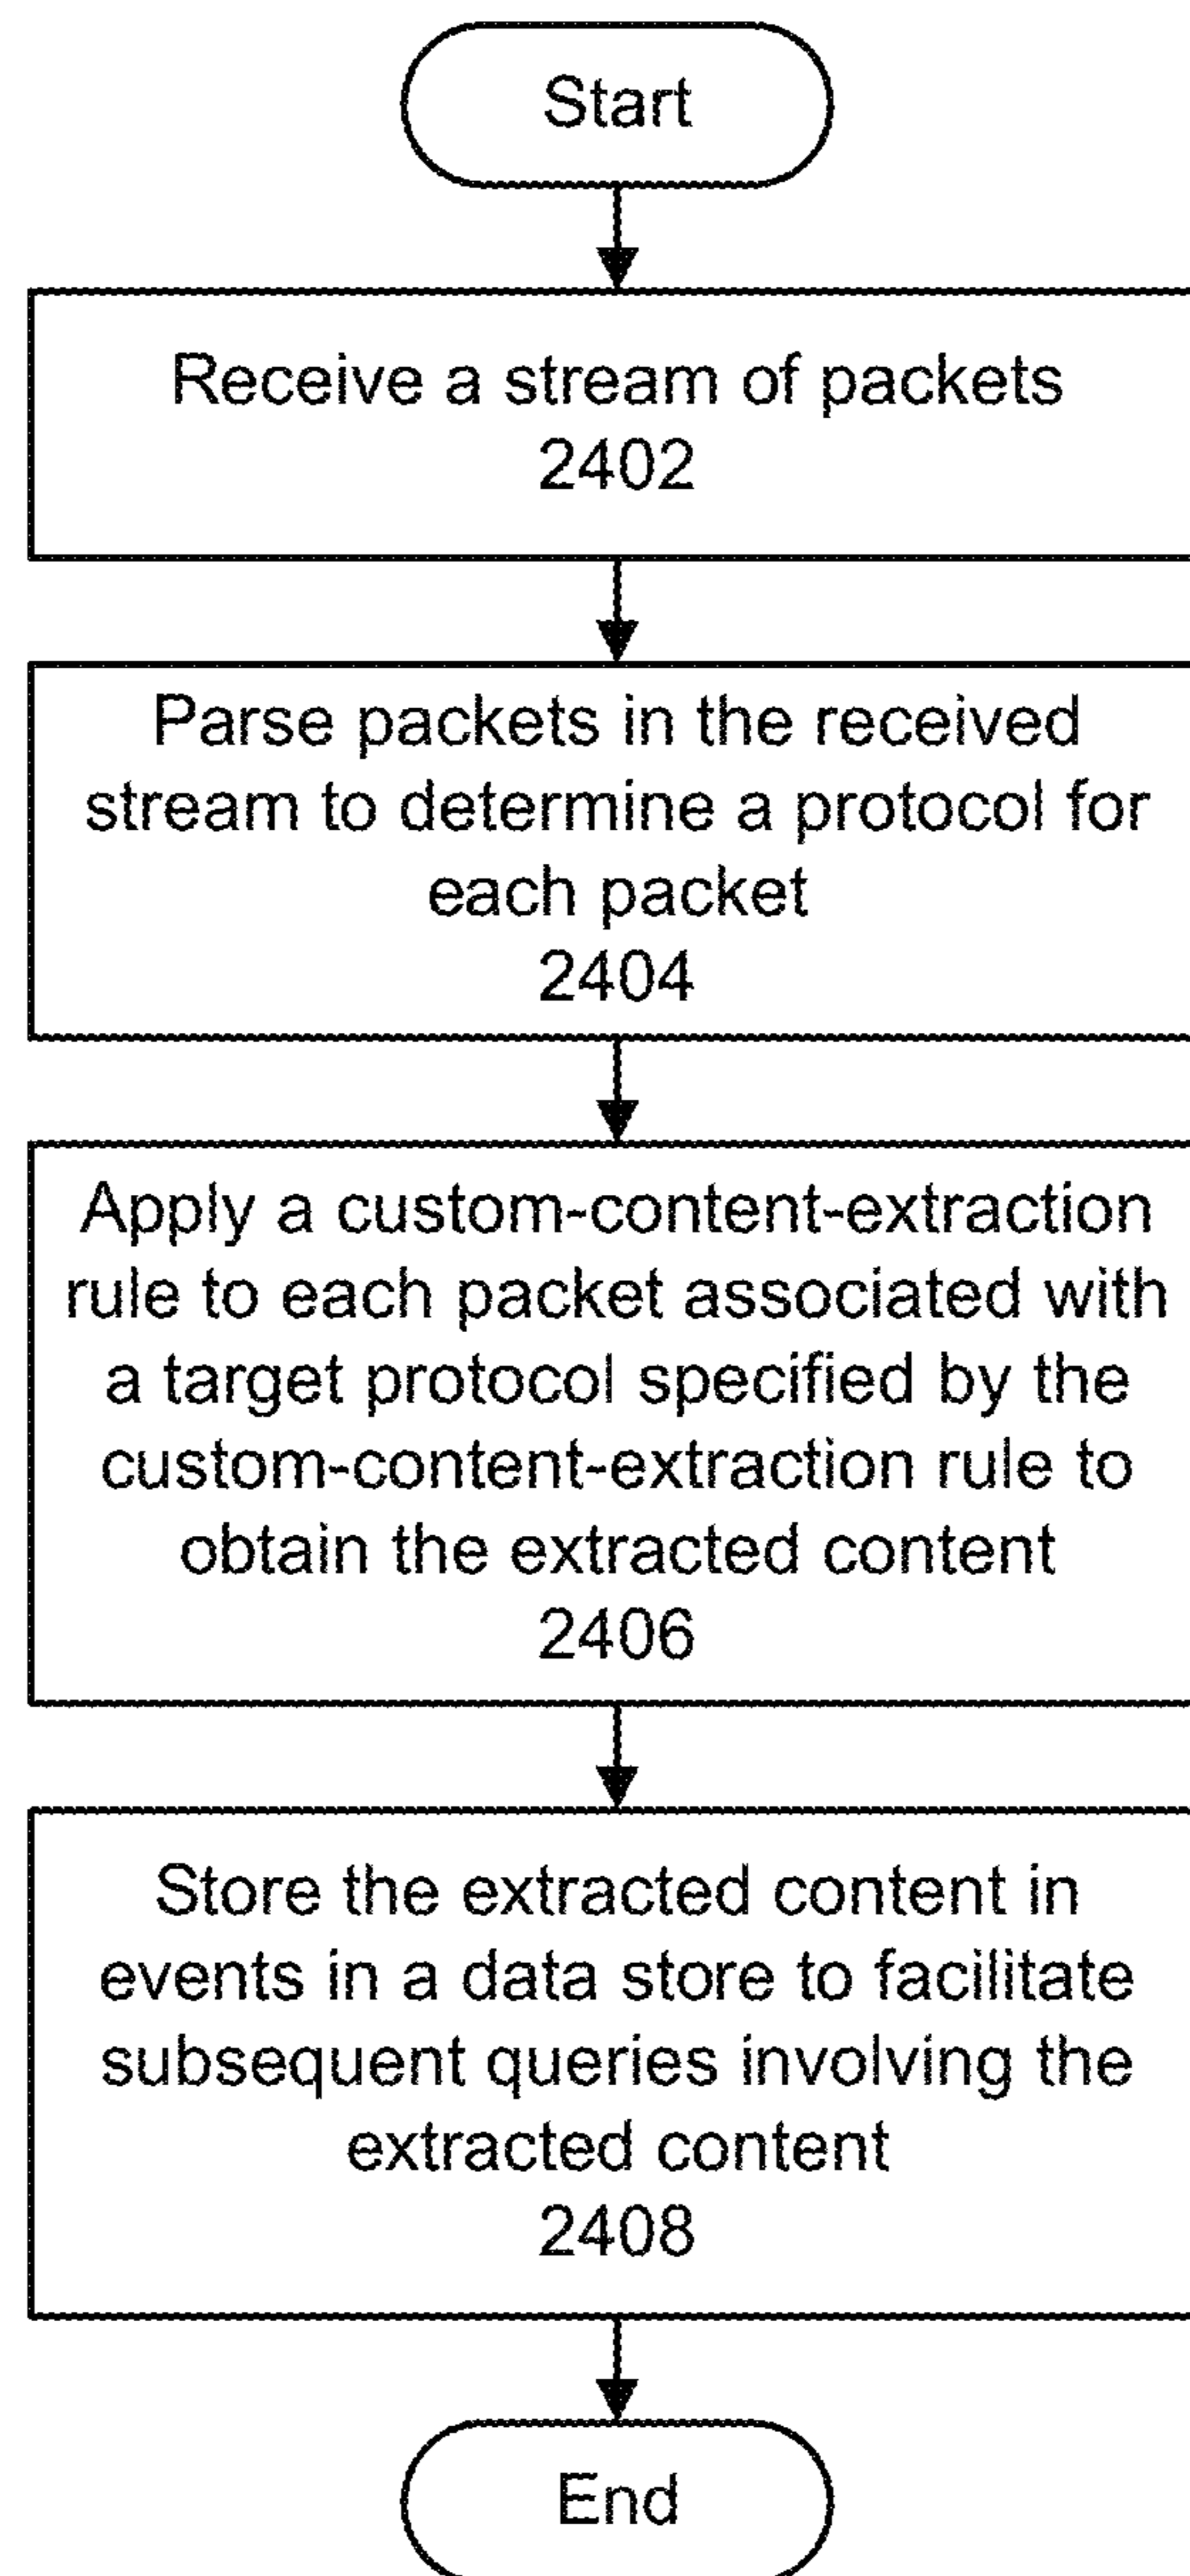 Start
Receive a stream of packets
2402
Parse packets in the received
stream to determine a protocol for
each packet
2404
Apply a custom-content-extraction
rule to each packet associated with
a target protocol specified by the
custom-content-extraction rule to
obtain the extracted content
2406
Store the extracted content in
events in a data store to facilitate
subsequent queries involving the
extracted content
2408
End